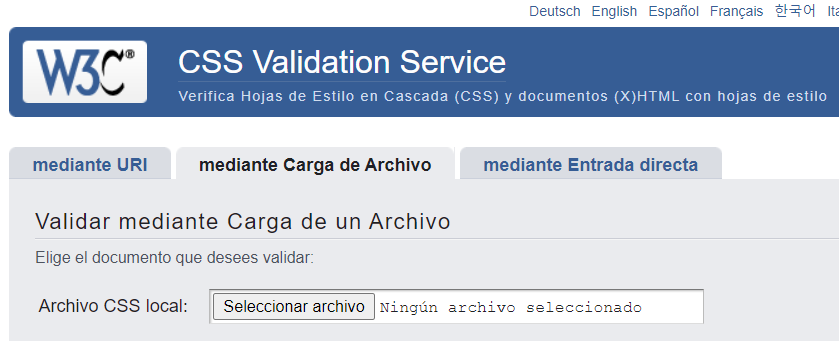 Deutsch English Español Français 한국어
W3C® CSS Validation Service
Verifica Hojas de Estilo en Cascada (CSS) y documentos (X)HTML con hojas de estilo
mediante URI mediante Carga de Archivo mediante Entrada directa
Validar mediante Carga de un Archivo
Elige el documento que desees validar:
Archivo CSS local: Seleccionar archivo Ningún archivo seleccionado